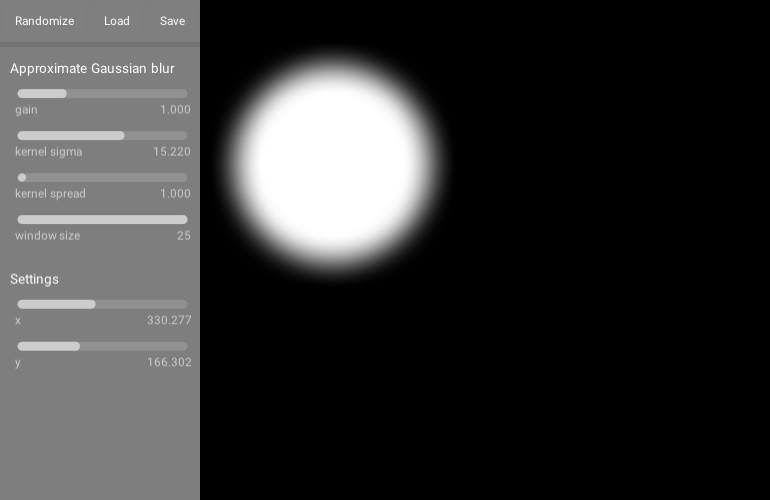 Randomize Load Save
Approximate Gaussian blur
gain 1.000
kernel sigma 15.220
kernel spread 1.000
window size 25
Settings
x 330.277
y 166.302